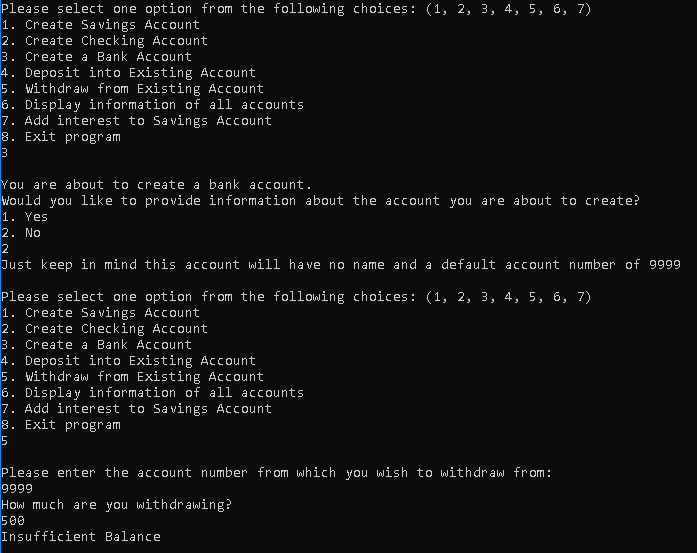 Please select one option from the following choices: (1, 2, 3, 4, 5, 6, 7)
1. Create Savings Account
2. Create Checking Account
3. Create a Bank Account
4. Deposit into Existing Account
5. Withdraw from Existing Account
6. Display information of all accounts
7. Add interest to Savings Account
8. Exit program
3
You are about to create a bank account.
Would you like to provide information about the account you are about to create?
1. Yes
2. No
2
Just keep in mind this account will have no name and a default account number of 9999
Please select one option from the following choices: (1, 2, 3, 4, 5, 6, 7)
1. Create Savings Account
2. Create Checking Account
3. Create a Bank Account
4. Deposit into Existing Account
5. Withdraw from Existing Account
6. Display information of all accounts
7. Add interest to Savings Account
8. Exit program
5
Please enter the account number from which you wish to withdraw from:
9999
How much are you withdrawing?
500
Insufficient Balance